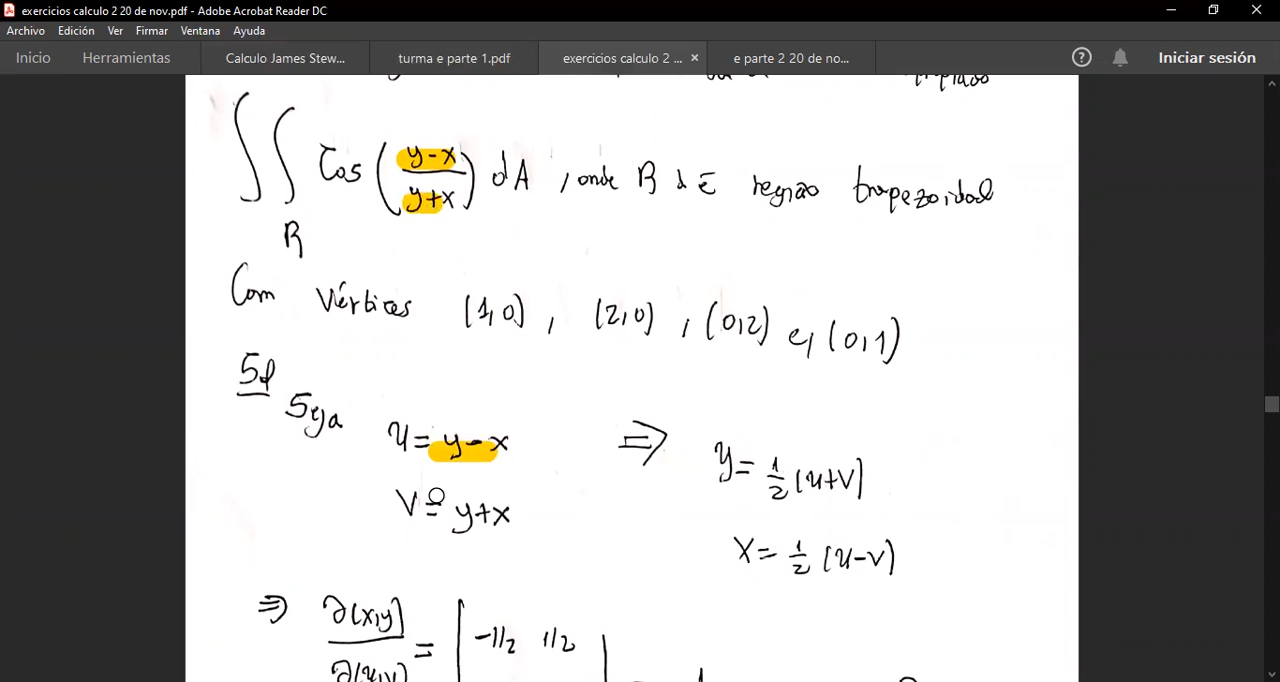 exercicios calculo 2 20 de nov.pdf - Adobe Acrobat Reader DC
Archivo Edición Ver Firmar Ventana Ayuda
Inicio Herramientas Calculo James Stew... turma e parte 1.pdf exercicios calculo 2 ... × e parte 2 20 de no... Iniciar sesión
∫∫_R Cos ( (y-x)/(y+x) ) dA , onde R é região trapezoidal
Com Vértices (1,0) , (2,0) , (0,2) e, (0,1)
Sol
Seja u = y-x ⇒ y = 1/2 (u+v)
v = y+x
x = 1/2 (u-v)
⇒ ∂(x,y)/∂(u,v) = | -1/2 1/2 |